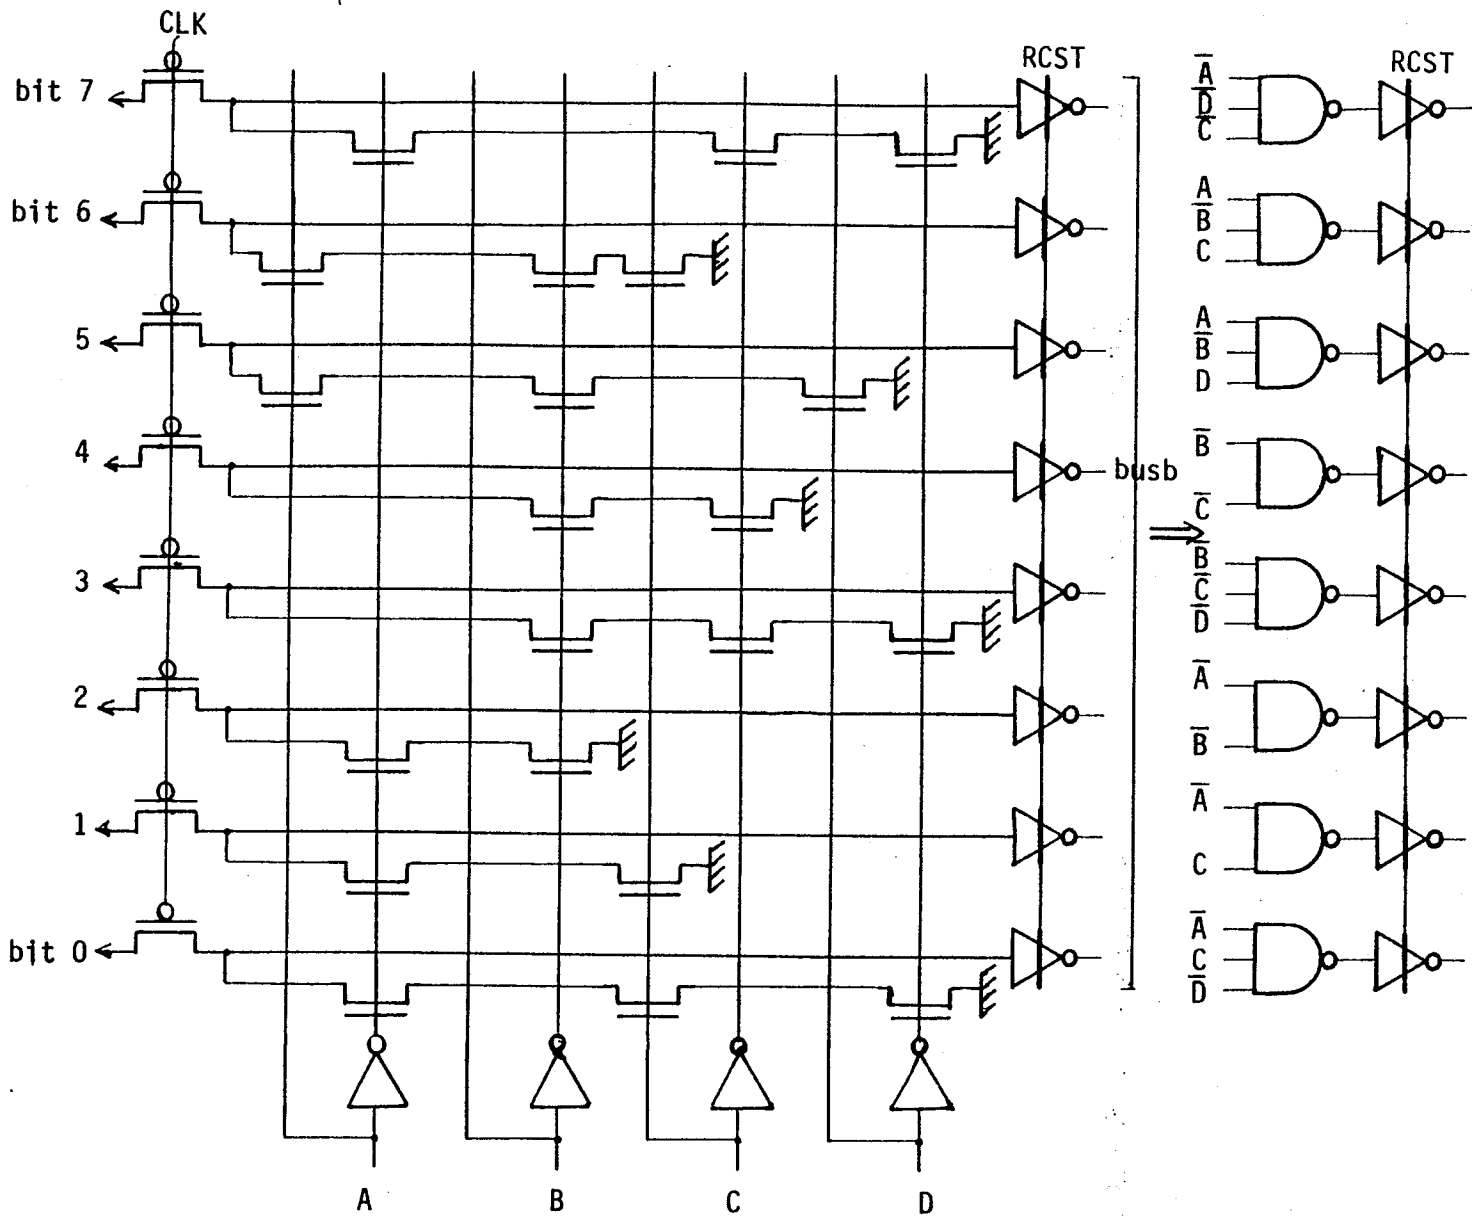 CLK
RCST
RCST
bit 7
A̅
D̅
C̅
bit 6
A
B̅
C
5
A
B̅
D
4
busb
B̅
C̅
3
B̅
C̅
D̅
2
A̅
B̅
1
A̅
C
bit 0
A̅
C
D̅
A
B
C
D